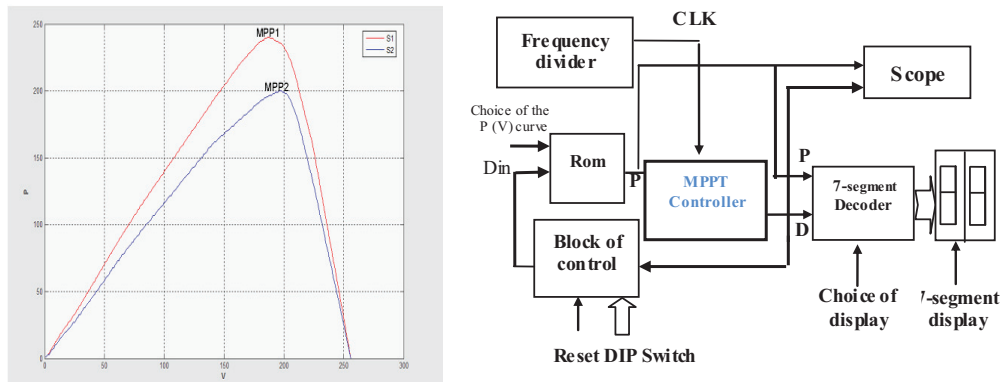 250
200
150
100
50
0
0
50
100
150
200
250
300
P
V
MPP1
MPP2
S1
S2
CLK
Frequency
divider
Scope
Choice of the
P (V) curve
Din
Rom
P
MPPT
Controller
P
D
7-segment
Decoder
Block of
control
Reset DIP Switch
Choice of
display
7-segment
display